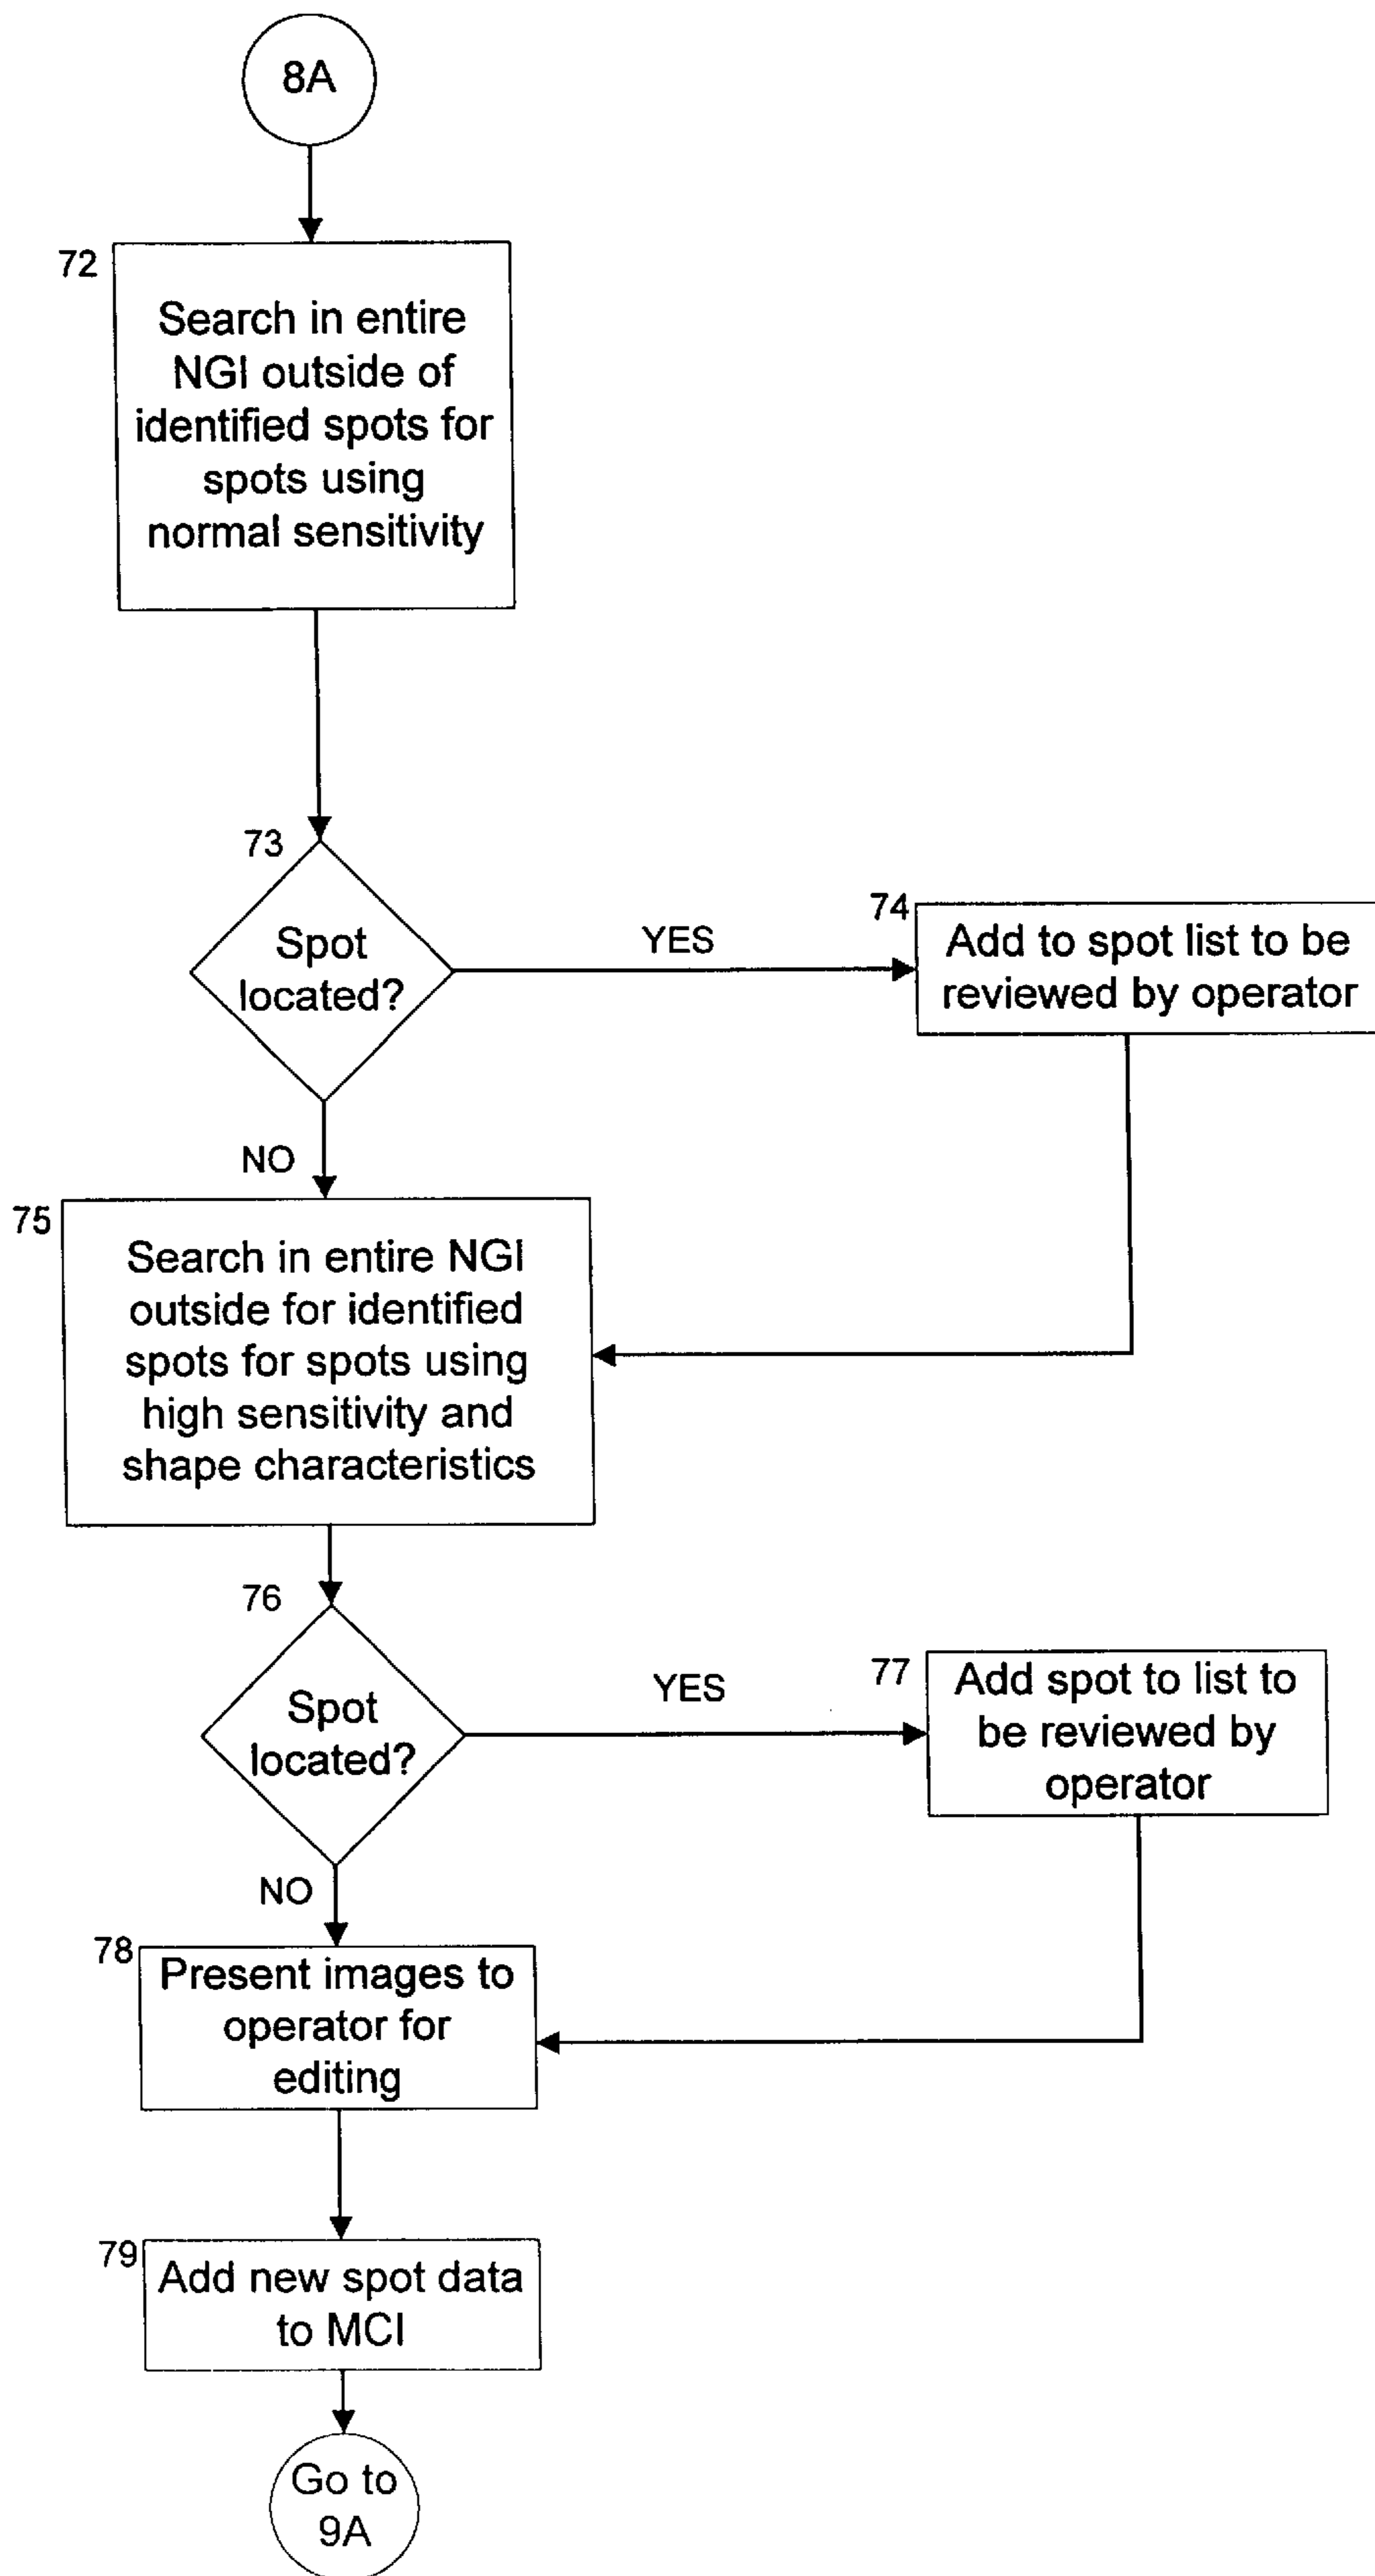 8A
72
Search in entire
NGI outside of
identified spots for
spots using
normal sensitivity
73
Spot
located?
YES
74
Add to spot list to be
reviewed by operator
NO
75
Search in entire NGI
outside for identified
spots for spots using
high sensitivity and
shape characteristics
76
Spot
located?
YES
77
Add spot to list to
be reviewed by
operator
NO
78
Present images to
operator for
editing
79
Add new spot data
to MCI
Go to
9A